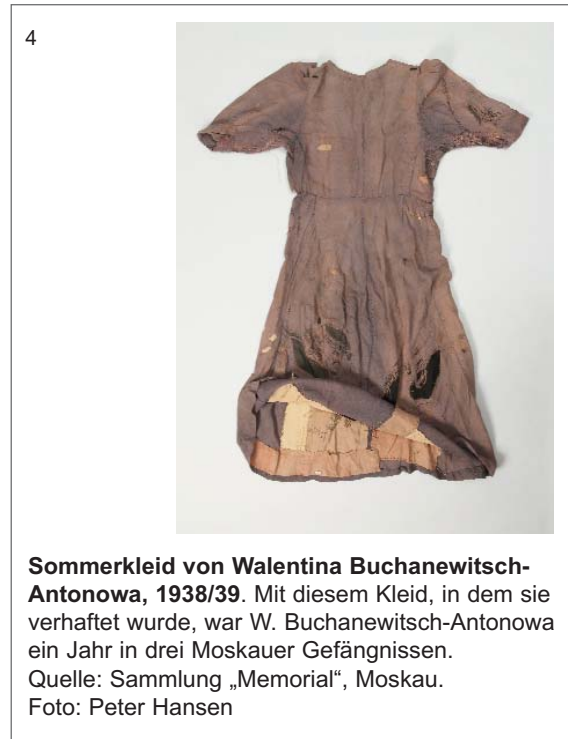 4
Sommerkleid von Walentina Buchanewitsch-
Antonowa, 1938/39. Mit diesem Kleid, in dem sie
verhaftet wurde, war W. Buchanewitsch-Antonowa
ein Jahr in drei Moskauer Gefängnissen.
Quelle: Sammlung „Memorial“, Moskau.
Foto: Peter Hansen